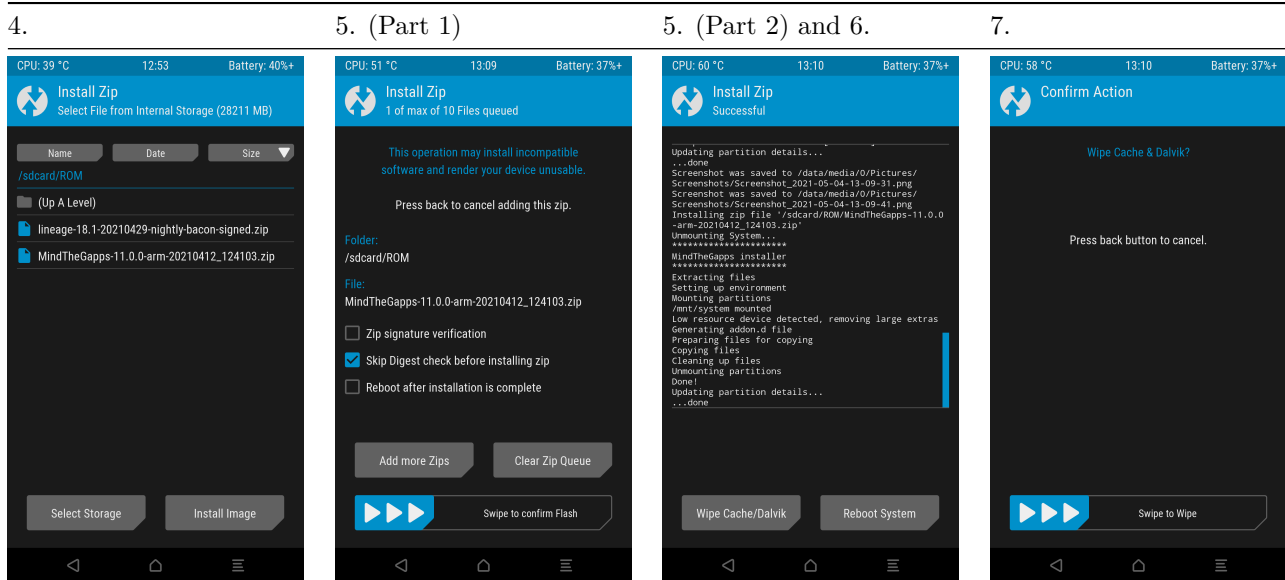 4.
5. (Part 1)
5. (Part 2) and 6.
7.
CPU: 39 °C 12:53 Battery: 40%+
Install Zip
Select File from Internal Storage (28211 MB)
Name Date Size
/sdcard/ROM
(Up A Level)
lineage-18.1-20210429-nightly-bacon-signed.zip
MindTheGapps-11.0.0-arm-20210412_124103.zip
Select Storage Install Image
CPU: 51 °C 13:09 Battery: 37%+
Install Zip
1 of max of 10 Files queued
This operation may install incompatible
software and render your device unusable.
Press back to cancel adding this zip.
Folder:
/sdcard/ROM
File:
MindTheGapps-11.0.0-arm-20210412_124103.zip
Zip signature verification
Skip Digest check before installing zip
Reboot after installation is complete
Add more Zips Clear Zip Queue
Swipe to confirm Flash
CPU: 60 °C 13:10 Battery: 37%+
Install Zip
Successful
Updating partition details...
...done
Screenshot was saved to /data/media/0/Pictures/
Screenshots/Screenshot_2021-05-04-13-09-31.png
Screenshot was saved to /data/media/0/Pictures/
Screenshots/Screenshot_2021-05-04-13-09-41.png
Installing zip file '/sdcard/ROM/MindTheGapps-11.0.0
-arm-20210412_124103.zip'
Unmounting System...
**********************
MindTheGapps installer
**********************
Extracting files
Setting up environment
Mounting partitions
/mnt/system mounted
Low resource device detected, removing large extras
Generating addon.d file
Preparing files for copying
Copying files
Cleaning up files
Unmounting partitions
Done!
Updating partition details...
...done
Wipe Cache/Dalvik Reboot System
CPU: 58 °C 13:10 Battery: 37%+
Confirm Action
Wipe Cache & Dalvik?
Press back button to cancel.
Swipe to Wipe